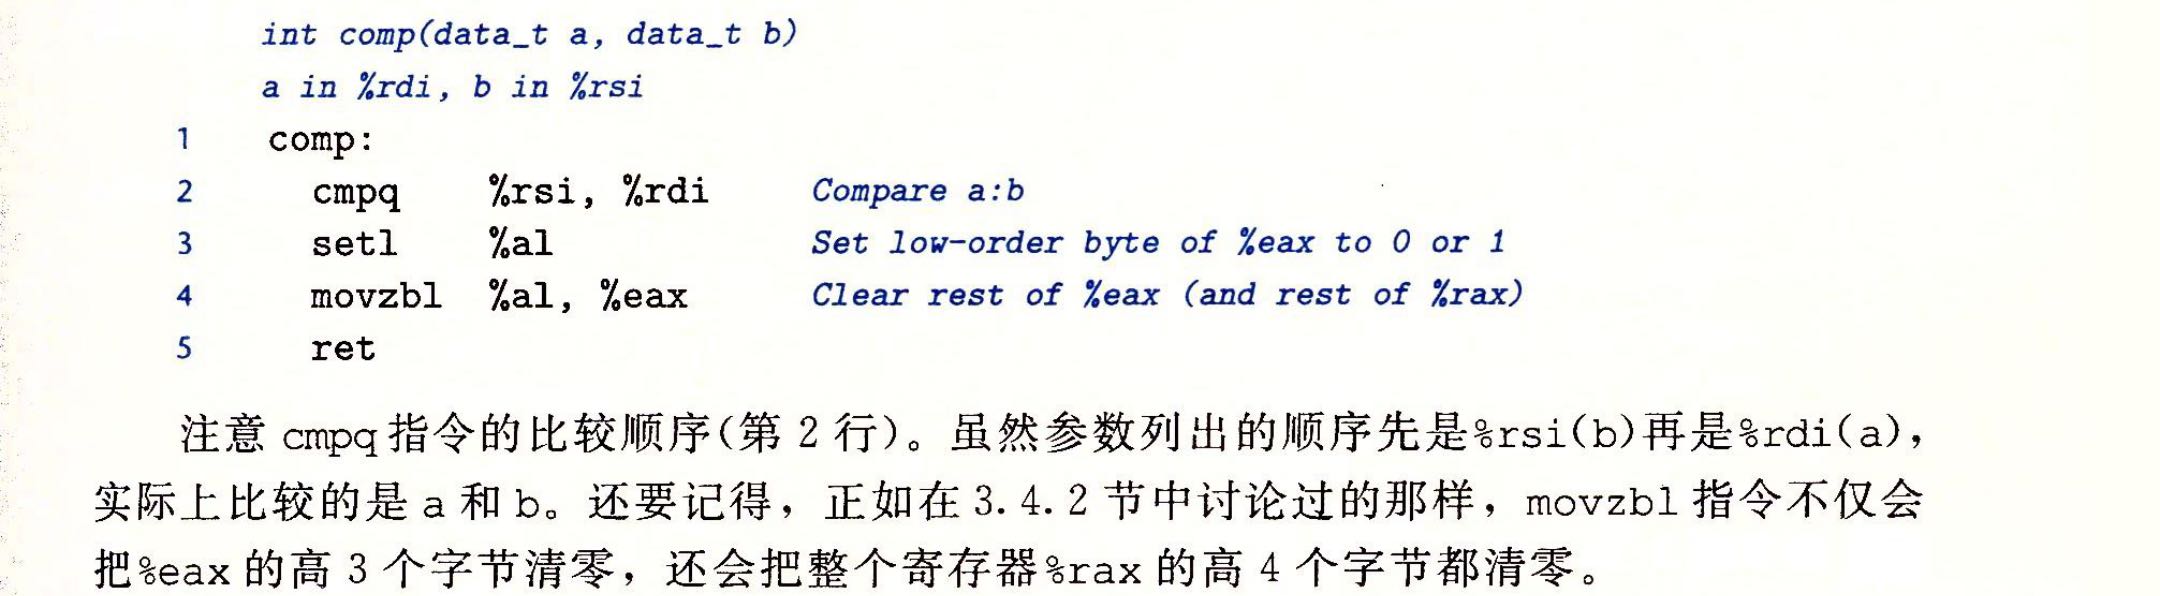 int comp(data_t a, data_t b)
a in %rdi, b in %rsi
1 comp:
2 cmpq %rsi, %rdi Compare a:b
3 setl %al Set low-order byte of %eax to 0 or 1
4 movzbl %al, %eax Clear rest of %eax (and rest of %rax)
5 ret
注意 cmpq 指令的比较顺序(第 2 行)。虽然参数列出的顺序先是%rsi(b)再是%rdi(a),
实际上比较的是 a 和 b。还要记得，正如在 3.4.2 节中讨论过的那样，movzbl 指令不仅会
把%eax 的高 3 个字节清零，还会把整个寄存器%rax 的高 4 个字节都清零。